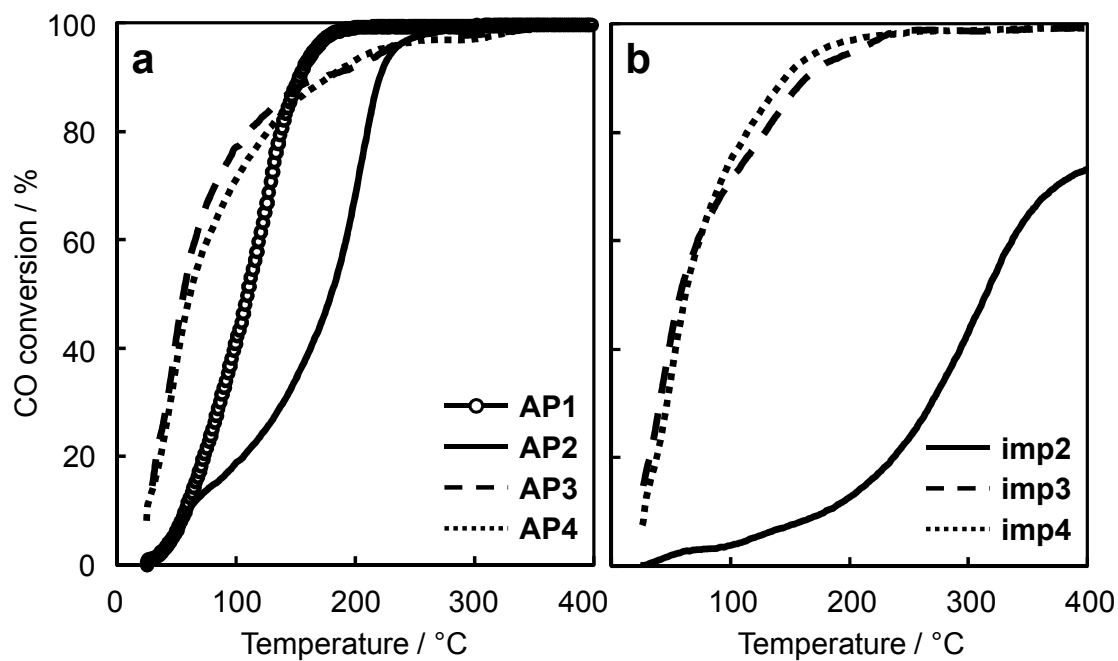 100
80
60
40
20
0
CO conversion / %
a
AP1
AP2
AP3
AP4
0 100 200 300 400
Temperature / °C
b
imp2
imp3
imp4
100 200 300 400
Temperature / °C